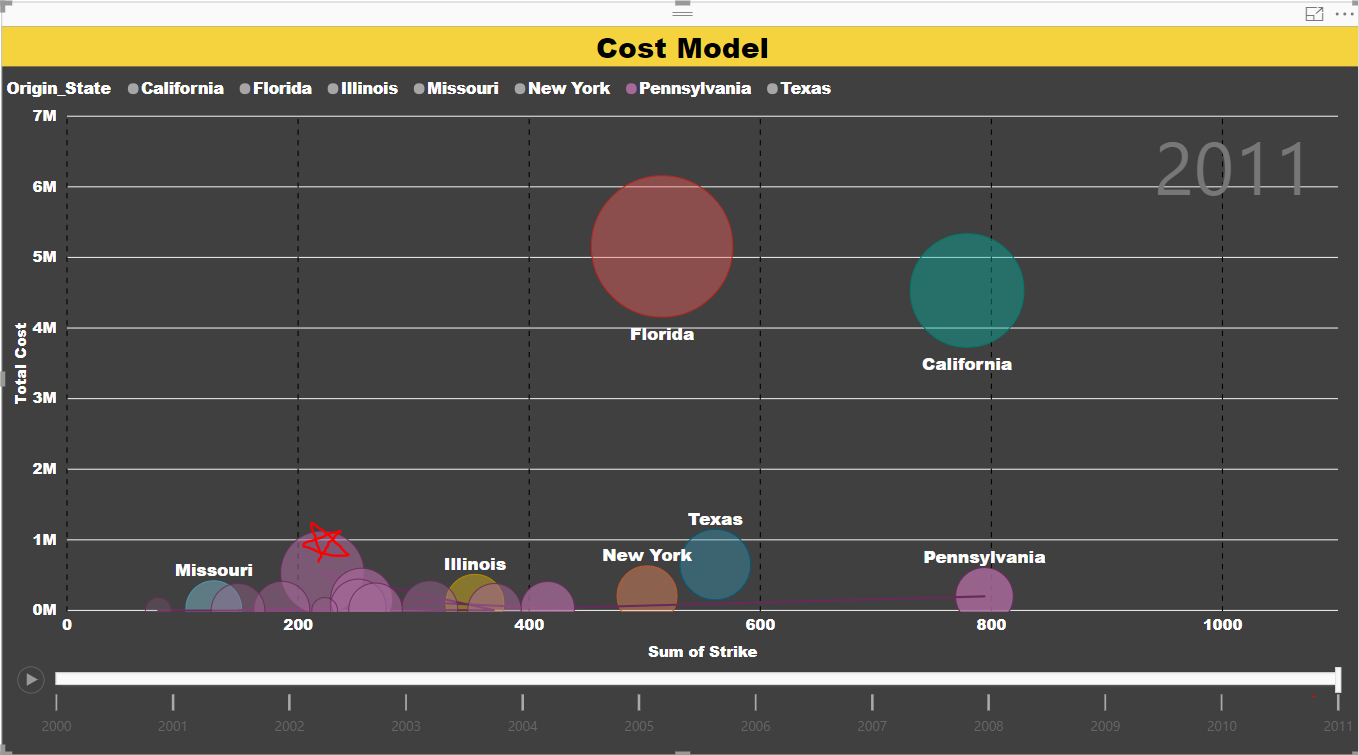 Cost Model
Origin_State California Florida Illinois Missouri New York Pennsylvania Texas
7M
2011
6M
5M
Florida
4M
California
Total Cost
3M
2M
Texas
1M
New York
Pennsylvania
Illinois
Missouri
0M
0 200 400 600 800 1000
Sum of Strike
2000 2001 2002 2003 2004 2005 2006 2007 2008 2009 2010 2011